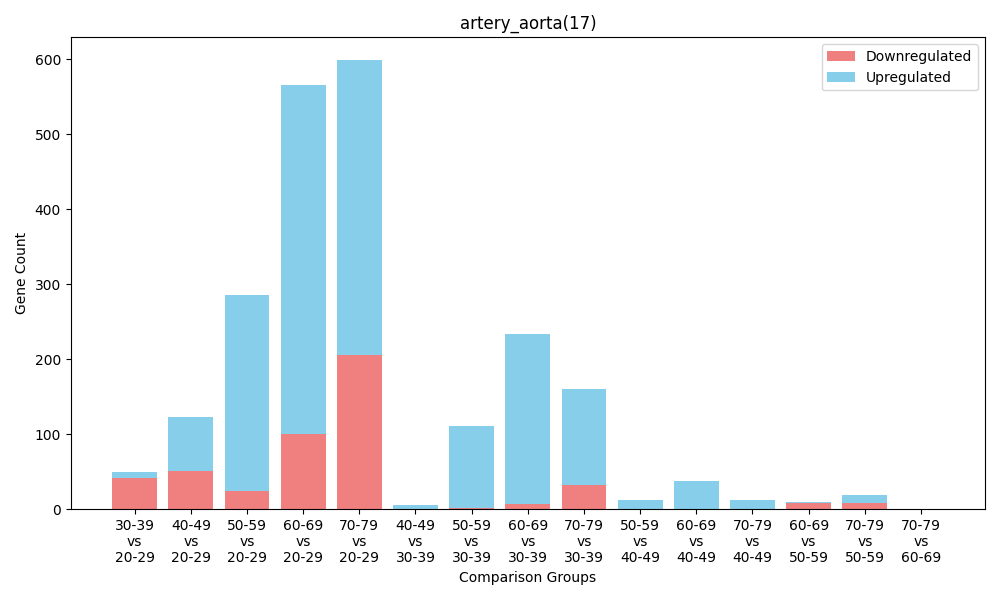 artery_aorta(17)
Downregulated
Upregulated
Gene Count
600
500
400
300
200
100
0
30-39
vs
20-29
40-49
vs
20-29
50-59
vs
20-29
60-69
vs
20-29
70-79
vs
20-29
40-49
vs
30-39
50-59
vs
30-39
60-69
vs
30-39
70-79
vs
30-39
50-59
vs
40-49
60-69
vs
40-49
70-79
vs
40-49
60-69
vs
50-59
70-79
vs
50-59
70-79
vs
60-69
Comparison Groups